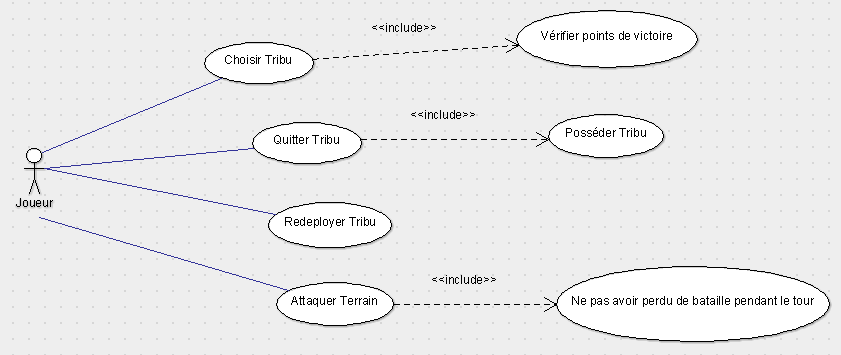 <<include>>
Vérifier points de victoire
Choisir Tribu
<<include>>
Quitter Tribu
Posséder Tribu
Joueur
Redeployer Tribu
<<include>>
Attaquer Terrain
Ne pas avoir perdu de bataille pendant le tour